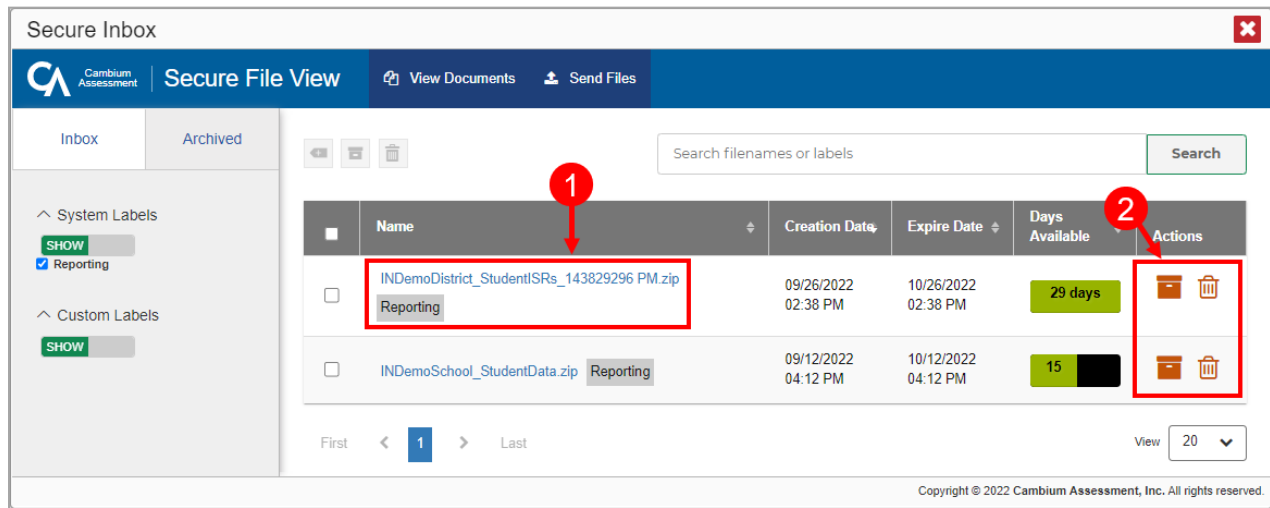 Secure Inbox
CA Cambium Assessment Secure File View View Documents Send Files
Inbox Archived
Search filenames or labels Search
1
System Labels
SHOW
Reporting
Custom Labels
SHOW
2
Name Creation Date Expire Date Days Available Actions
INDemoDistrict_StudentISRs_143829296 PM.zip
Reporting
09/26/2022
02:38 PM
10/26/2022
02:38 PM
29 days
INDemoSchool_StudentData.zip Reporting
09/12/2022
04:12 PM
10/12/2022
04:12 PM
15
First < 1 > Last
View 20
Copyright © 2022 Cambium Assessment, Inc. All rights reserved.